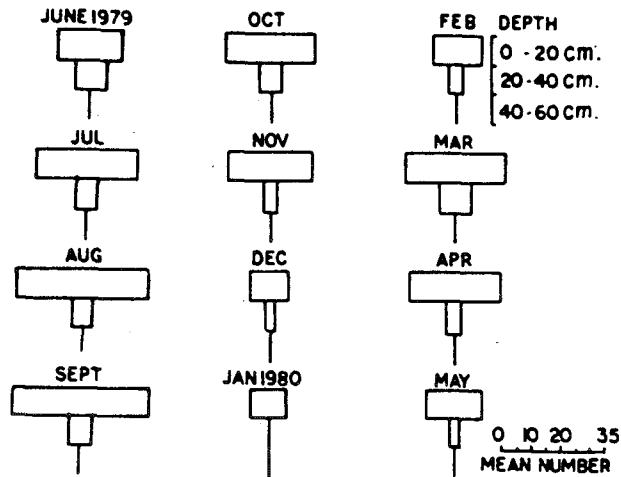 JUNE 1979
OCT
FEB
DEPTH
0 - 20 cm.
20 - 40 cm.
40 - 60 cm.
JUL
NOV
MAR
AUG
DEC
APR
SEPT
JAN 1980
MAY
0 10 20 35
MEAN NUMBER